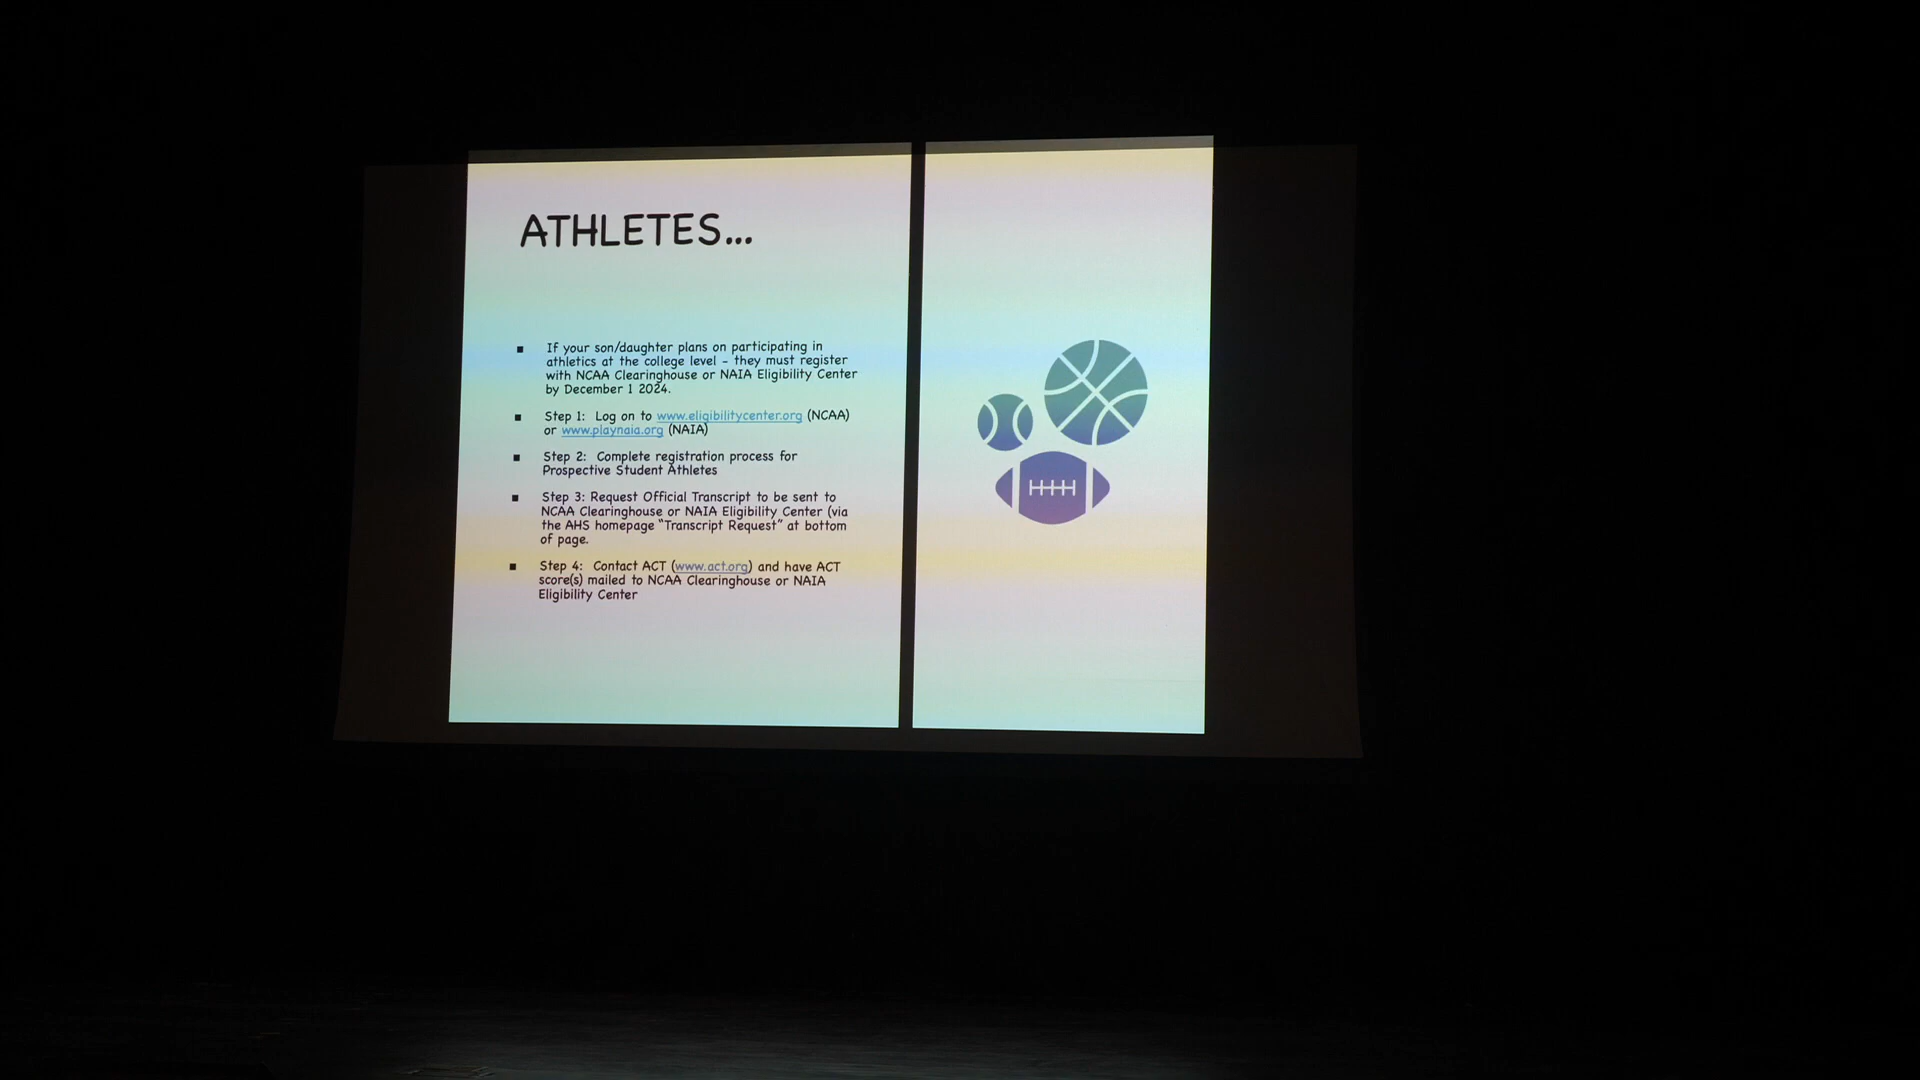 ATHLETES...
▪ If your son/daughter plans on participating in
athletics at the college level - they must register
with NCAA Clearinghouse or NAIA Eligibility Center
by December 1 2024.
▪ Step 1: Log on to www.eligibilitycenter.org (NCAA)
or www.playnaia.org (NAIA)
▪ Step 2: Complete registration process for
Prospective Student Athletes
▪ Step 3: Request Official Transcript to be sent to
NCAA Clearinghouse or NAIA Eligibility Center (via
the AHS homepage "Transcript Request" at bottom
of page.
▪ Step 4: Contact ACT (www.act.org) and have ACT
score(s) mailed to NCAA Clearinghouse or NAIA
Eligibility Center